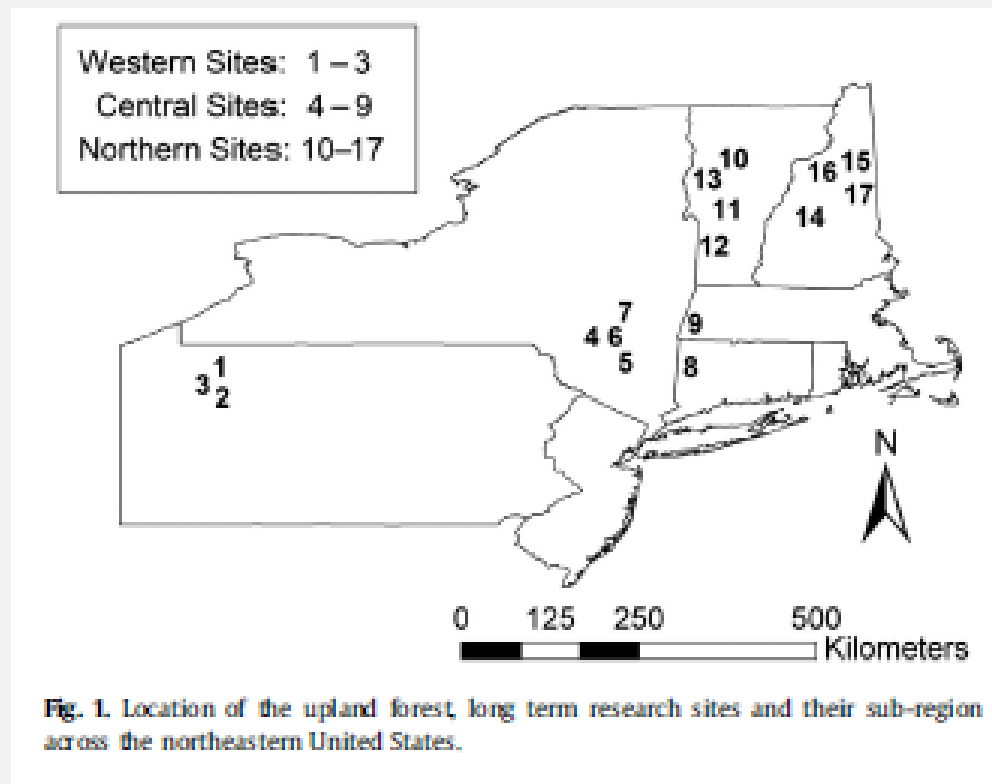 Western Sites: 1 – 3
Central Sites: 4 – 9
Northern Sites: 10–17
10
15
16
13
17
11
14
12
7
9
4 6
5
8
1
3
2
N
0 125 250 500
Kilometers
Fig. 1. Location of the upland forest, long term research sites and their sub-region
across the northeastern United States.